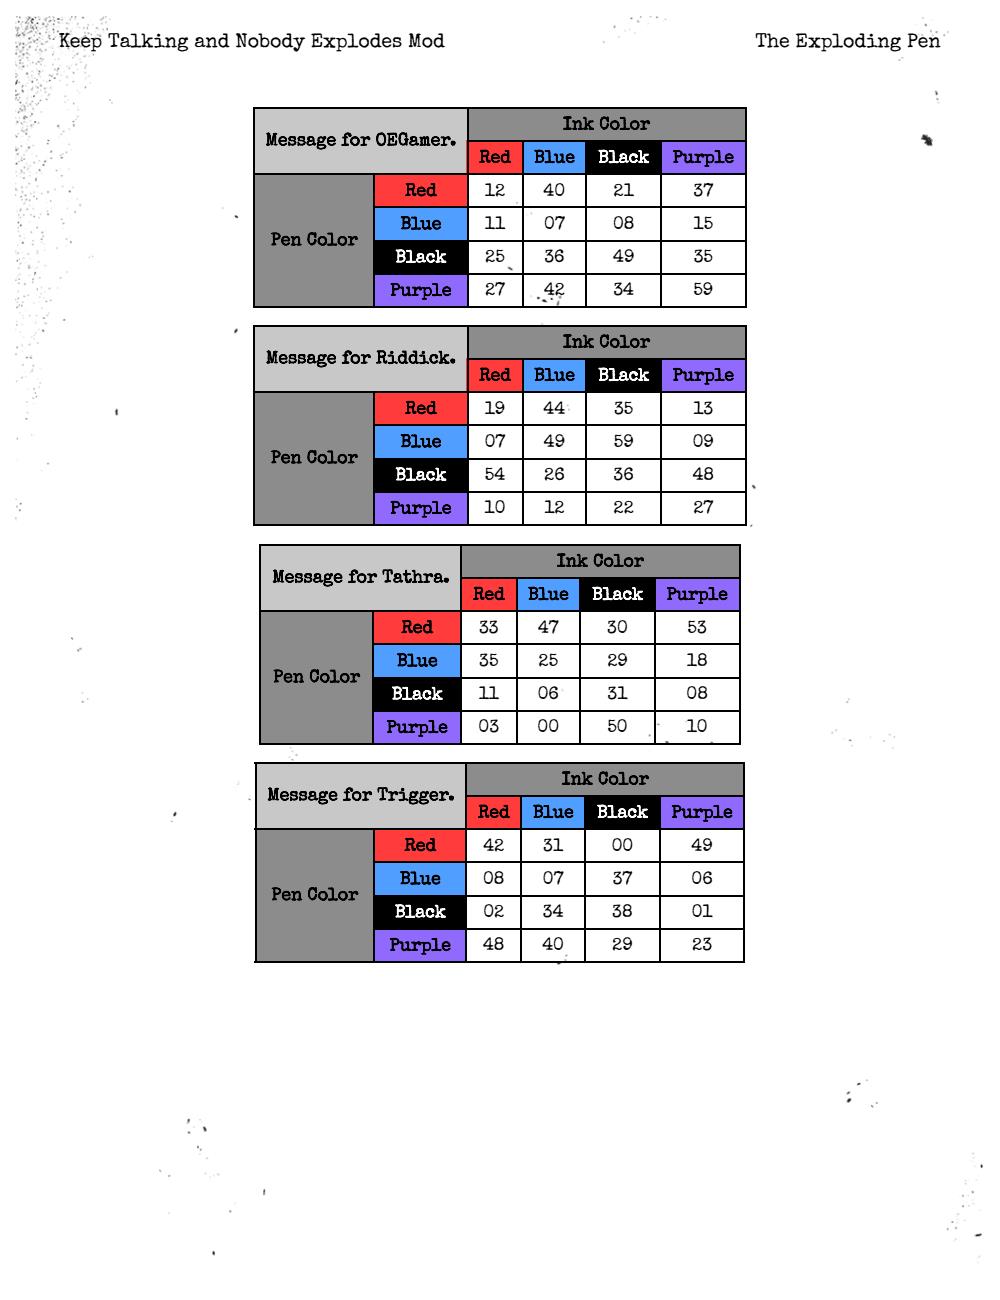 Keep Talking and Nobody Explodes Mod The Exploding Pen
Message for OEGamer. Ink Color
Red Blue Black Purple
Pen Color Red 12 40 21 37
Blue 11 07 08 15
Black 25 36 49 35
Purple 27 42 34 59
Message for Riddick. Ink Color
Red Blue Black Purple
Pen Color Red 19 44 35 13
Blue 07 49 59 09
Black 54 26 36 48
Purple 10 12 22 27
Message for Tathra. Ink Color
Red Blue Black Purple
Pen Color Red 33 47 30 53
Blue 35 25 29 18
Black 11 06 31 08
Purple 03 00 50 10
Message for Trigger. Ink Color
Red Blue Black Purple
Pen Color Red 42 31 00 49
Blue 08 07 37 06
Black 02 34 38 01
Purple 48 40 29 23